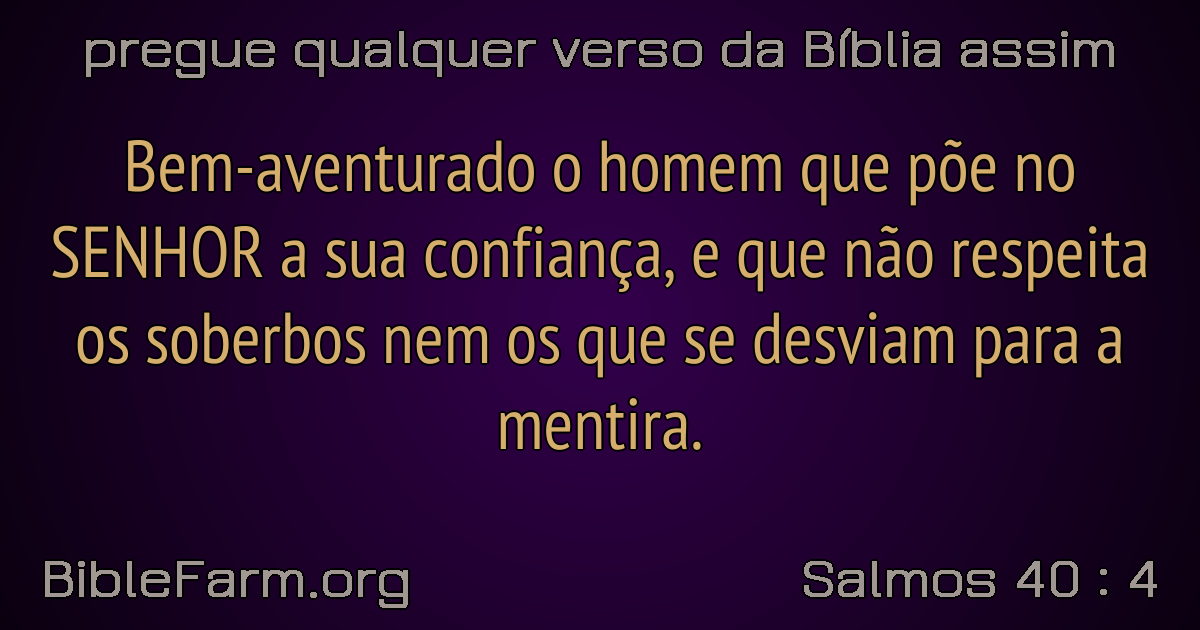 pregue qualquer verso da Bíblia assim
Bem-aventurado o homem que põe no
SENHOR a sua confiança, e que não respeita
os soberbos nem os que se desviam para a
mentira.
BibleFarm.org
Salmos 40 : 4